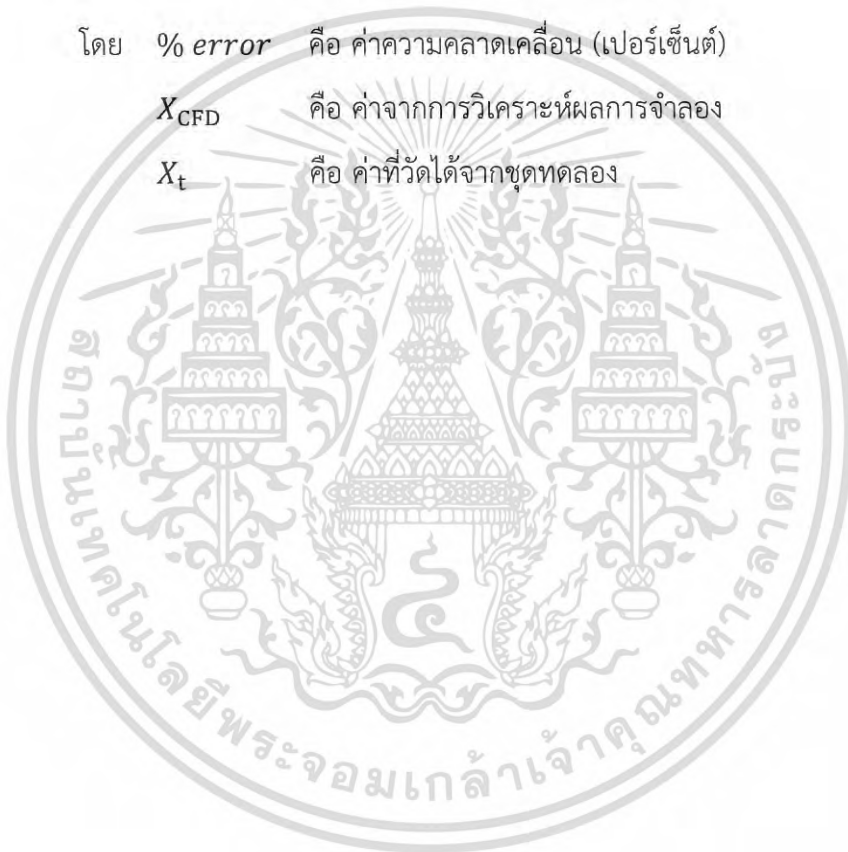 โดย % error คือ ค่าความคลาดเคลื่อน (เปอร์เซ็นต์)
X_CFD คือ ค่าจากการวิเคราะห์ผลการจำลอง
X_t คือ ค่าที่วัดได้จากชุดทดลอง
สถาบันเทคโนโลยีพระจอมเกล้าเจ้าคุณทหารลาดกระบัง
๔